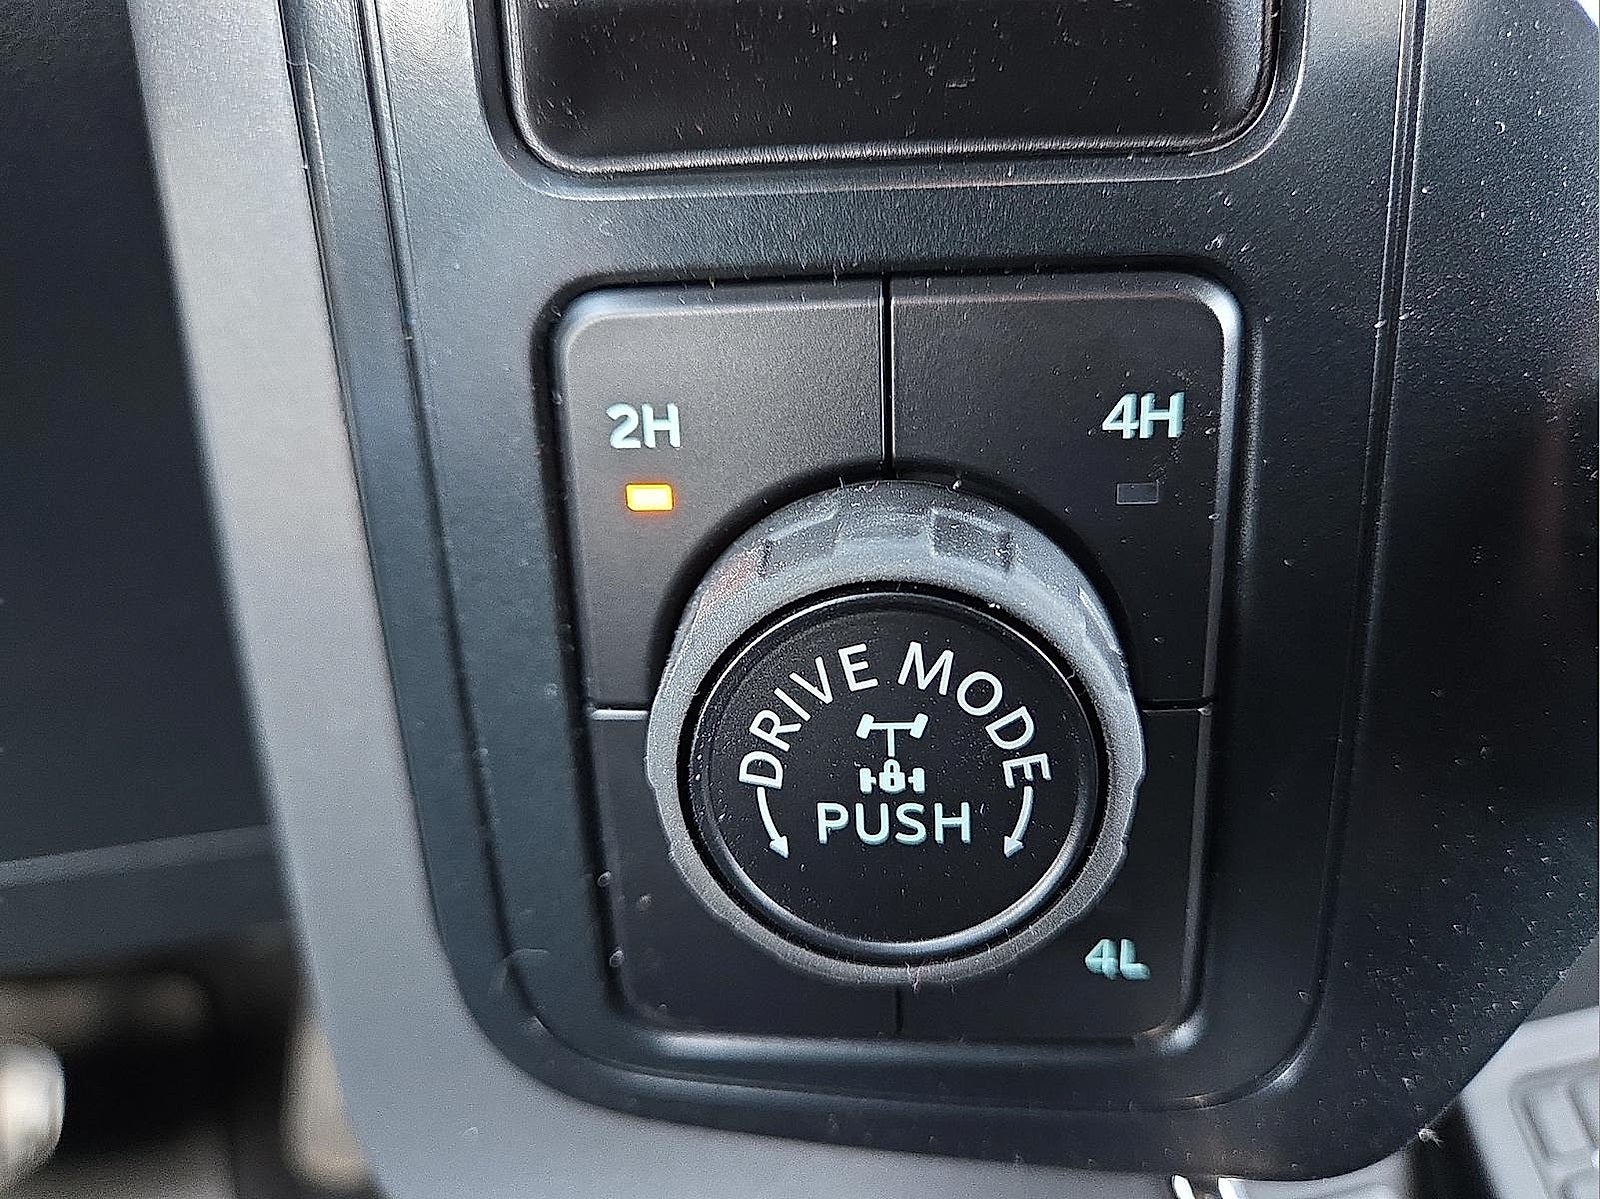 2H
4H
DRIVE MODE
PUSH
4L